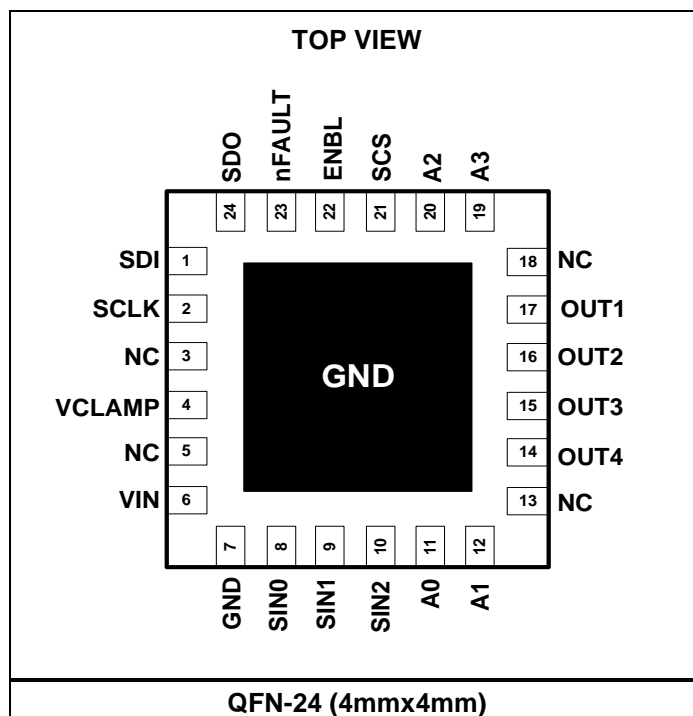 TOP VIEW
SDO
nFAULT
ENBL
SCS
A2
A3
24
23
22
21
20
19
SDI 1
SCLK 2
NC 3
VCLAMP 4
NC 5
VIN 6
GND
18 NC
17 OUT1
16 OUT2
15 OUT3
14 OUT4
13 NC
7
8
9
10
11
12
GND
SIN0
SIN1
SIN2
A0
A1
QFN-24 (4mmx4mm)